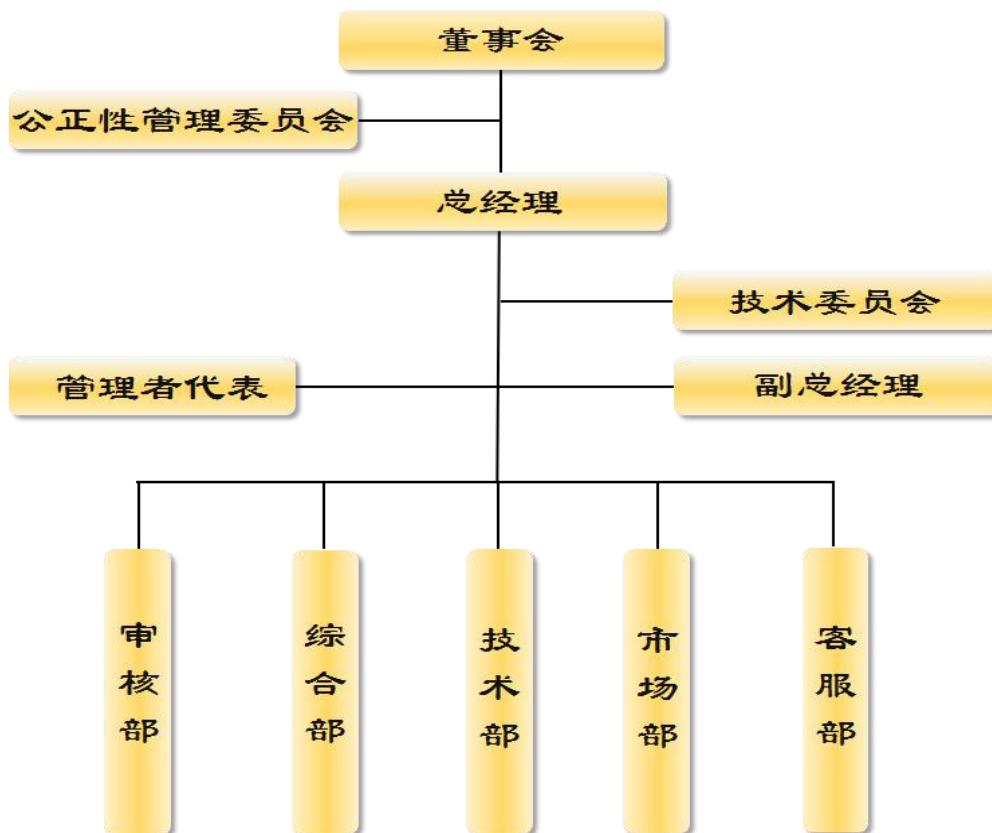 董事会
公正性管理委员会
总经理
技术委员会
管理者代表
副总经理
审核部
综合部
技术部
市场部
客服部